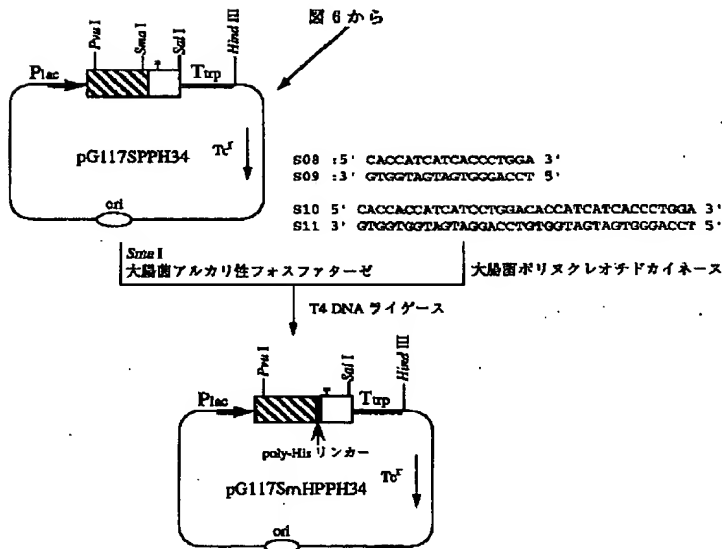 図6から
Pvu I
Sma I
Sal I
Hind III
Plac
T
Ttrp
pG117SPPH34
Tcr
ori
S08 :5' CACCATCATCACCCTGGA 3'
S09 :3' GTGGTAGTAGTGGGACCT 5'
S10 5' CACCACCATCATCCTGGACACCATCATCACCCTGGA 3'
S11 3' GTGGTGGTAGTAGGACCTGTGGTAGTAGTGGGACCT 5'
Sma I
大腸菌アルカリ性フォスファターゼ
大腸菌ポリヌクレオチドカイネース
T4 DNA ライゲース
Pvu I
Sal I
Hind III
Plac
T
Ttrp
poly-His リンカー
pG117SmHPPH34
Tcr
ori